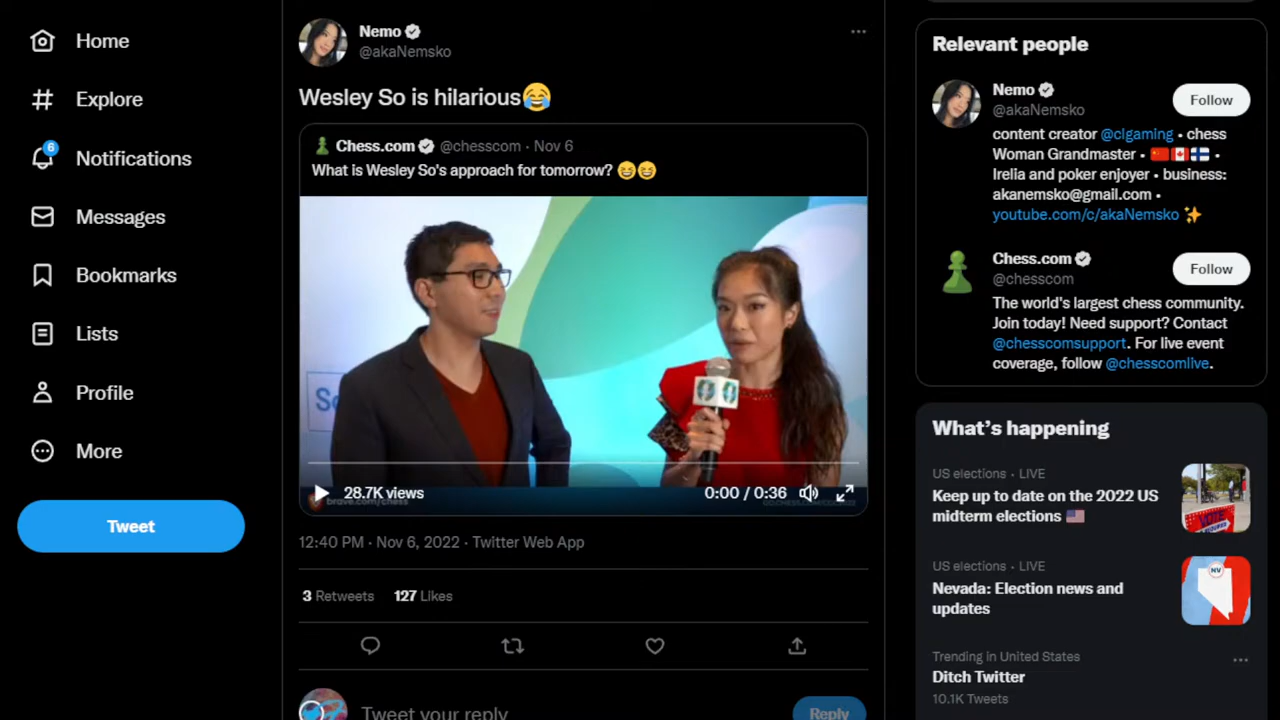 Home
Explore
6
Notifications
Messages
Bookmarks
Lists
Profile
More
Tweet
Nemo
@akaNemsko
Wesley So is hilarious😂
Chess.com @chesscom · Nov 6
What is Wesley So's approach for tomorrow? 😆😆
28.7K views
0:00 / 0:36
brave.com/chess
12:40 PM · Nov 6, 2022 · Twitter Web App
3 Retweets 127 Likes
Tweet your reply
Reply
Relevant people
Nemo
@akaNemsko
Follow
content creator @clgaming • chess
Woman Grandmaster • 🇨🇳🇨🇦🇫🇮 •
Irelia and poker enjoyer • business:
akanemsko@gmail.com •
youtube.com/c/akaNemsko ✨
Chess.com
@chesscom
Follow
The world's largest chess community.
Join today! Need support? Contact
@chesscomsupport. For live event
coverage, follow @chesscomlive.
What's happening
US elections · LIVE
Keep up to date on the 2022 US
midterm elections 🇺🇸
VOTE
US elections · LIVE
Nevada: Election news and
updates
NV
Trending in United States
Ditch Twitter
10.1K Tweets